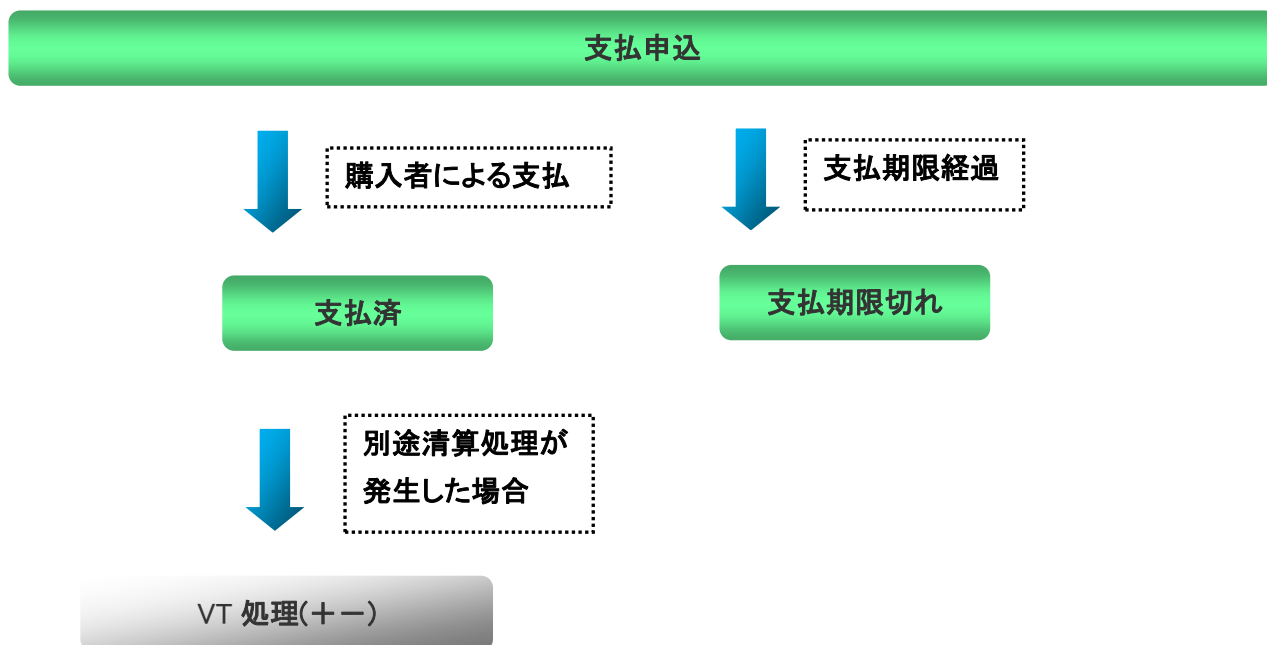 支払申込
購入者による支払
支払期限経過
支払済
支払期限切れ
別途清算処理が
発生した場合
VT 処理(＋－)